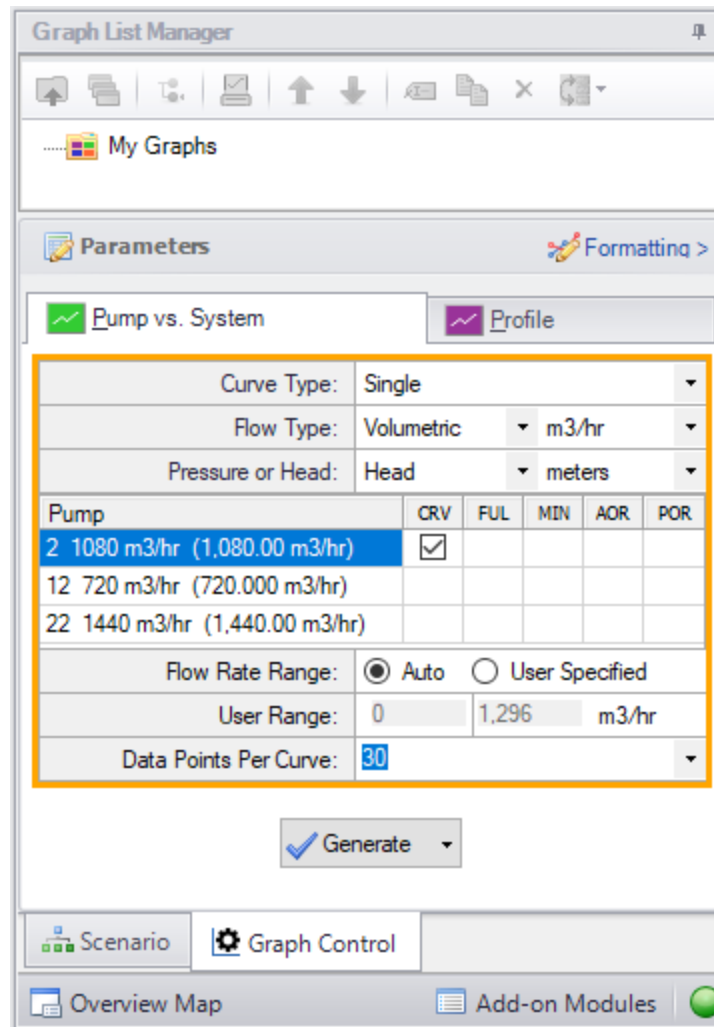 Graph List Manager
My Graphs
Parameters Formatting >
Pump vs. System Profile
Curve Type: Single
Flow Type: Volumetric m3/hr
Pressure or Head: Head meters
Pump CRV FUL MIN AOR POR
2 1080 m3/hr (1,080.00 m3/hr)
12 720 m3/hr (720.000 m3/hr)
22 1440 m3/hr (1,440.00 m3/hr)
Flow Rate Range: Auto User Specified
User Range: 0 1,296 m3/hr
Data Points Per Curve: 30
Generate
Scenario Graph Control
Overview Map Add-on Modules